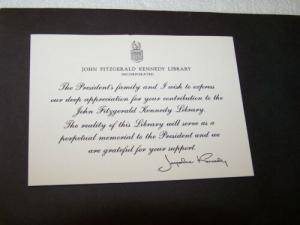 JOHN FITZGERALD KENNEDY LIBRARY
INCORPORATED
The President's family and I wish to express
our deep appreciation for your contribution to the
John Fitzgerald Kennedy Library.
The reality of this Library will serve as a
perpetual memorial to the President and we
are grateful for your support.
Jacqueline Kennedy